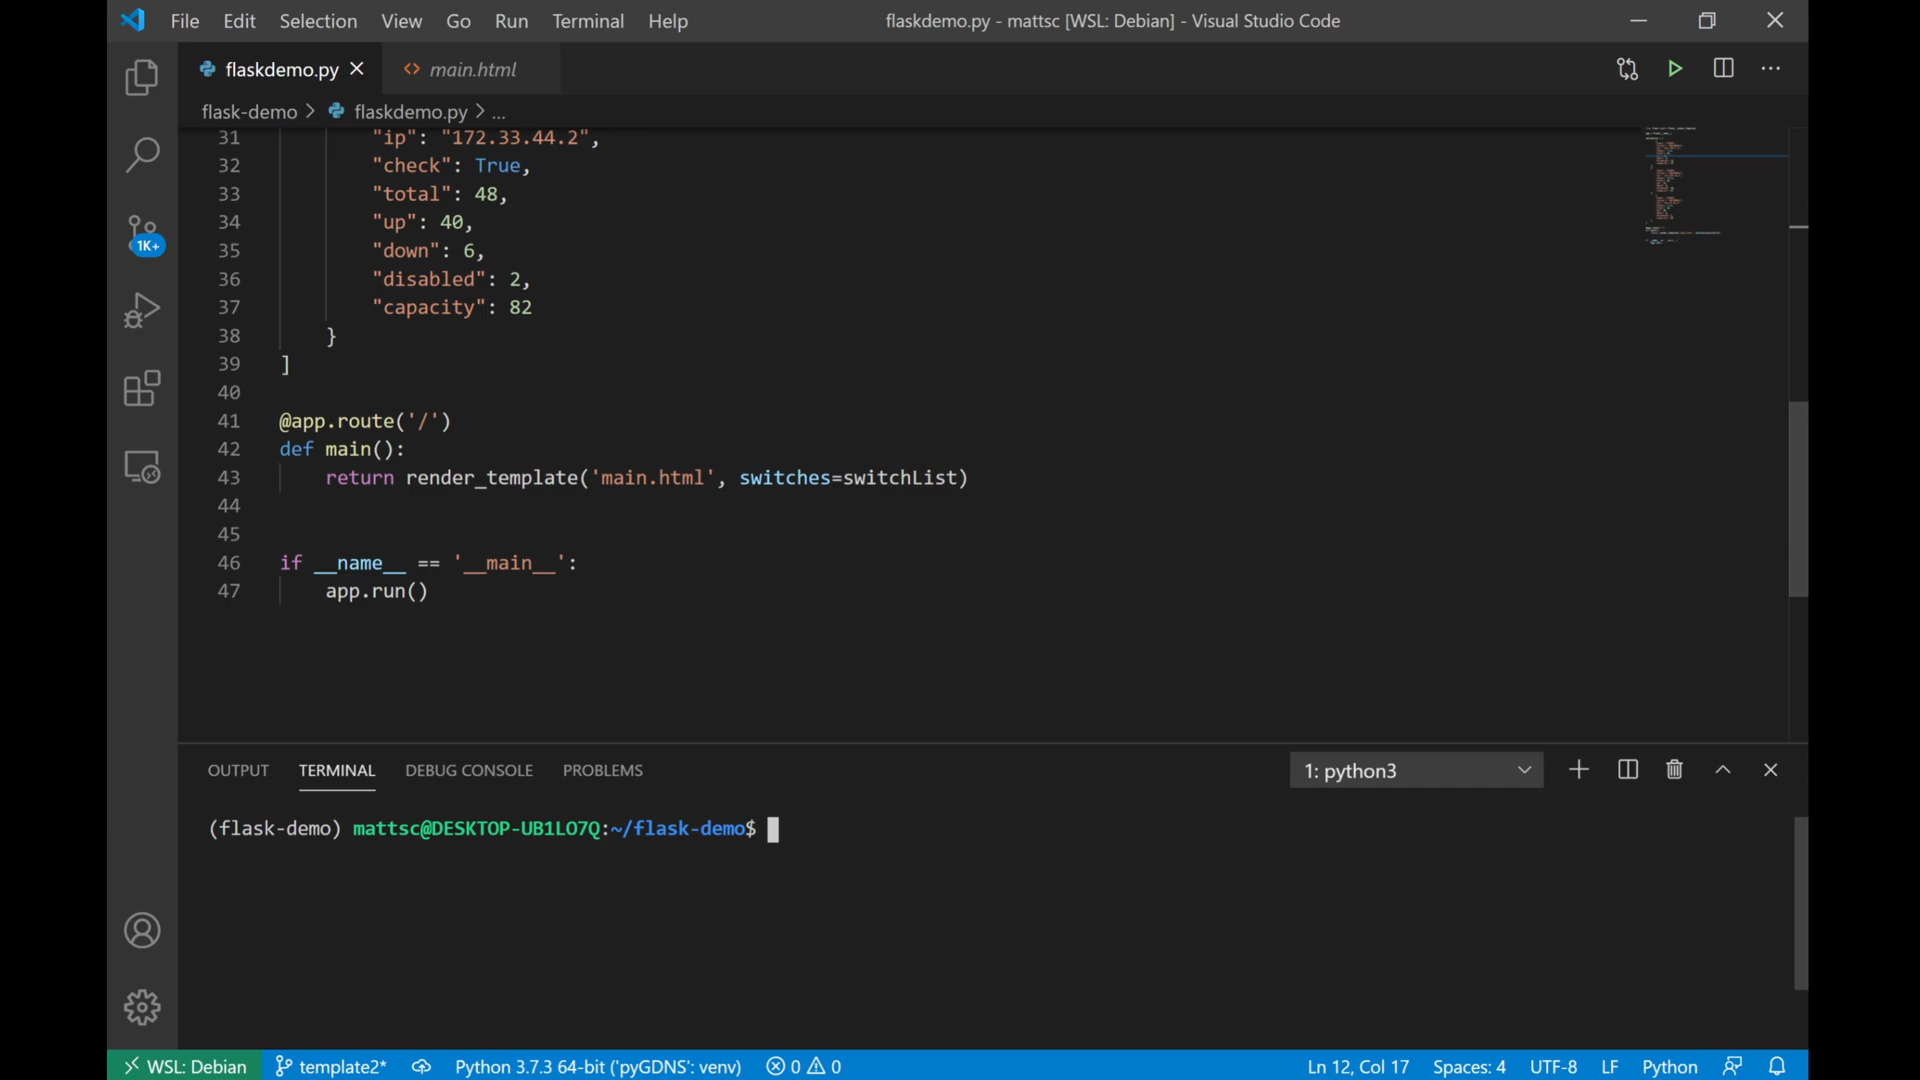 File Edit Selection View Go Run Terminal Help flaskdemo.py - mattsc [WSL: Debian] - Visual Studio Code
flaskdemo.py main.html
flask-demo > flaskdemo.py > ...
31 "ip": "172.33.44.2",
32 "check": True,
33 "total": 48,
34 "up": 40,
35 "down": 6,
36 "disabled": 2,
37 "capacity": 82
38 }
39 ]
40
41 @app.route('/')
42 def main():
43 return render_template('main.html', switches=switchList)
44
45
46 if __name__ == '__main__':
47 app.run()
1K+
OUTPUT TERMINAL DEBUG CONSOLE PROBLEMS 1: python3
(flask-demo) mattsc@DESKTOP-UB1LO7Q:~/flask-demo$
WSL: Debian template2* Python 3.7.3 64-bit ('pyGDNS': venv) 0 0 Ln 12, Col 17 Spaces: 4 UTF-8 LF Python